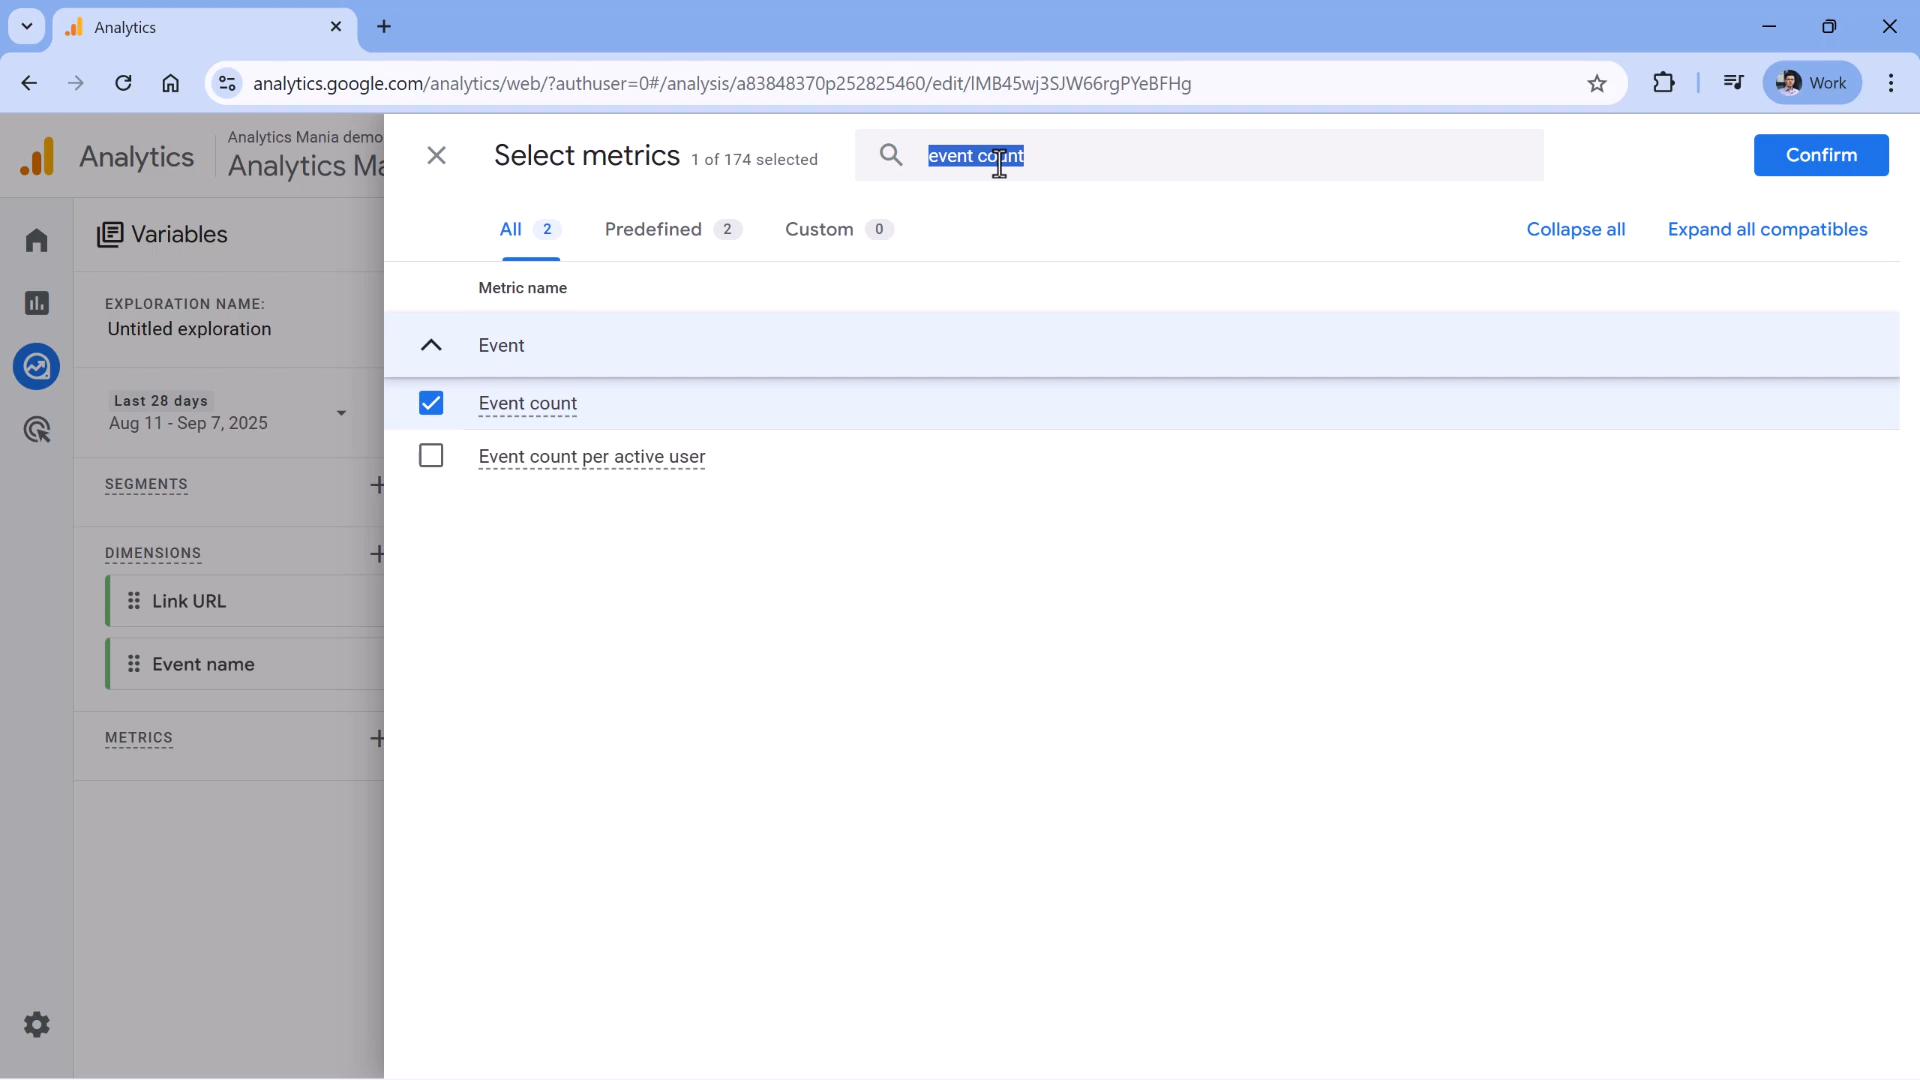 Analytics
analytics.google.com/analytics/web/?authuser=0#/analysis/a83848370p252825460/edit/lMB45wj3SJW66rgPYeBFHg
Work
Analytics
Analytics Mania demo
Analytics Ma
Select metrics 1 of 174 selected
event count
Confirm
All 2
Predefined 2
Custom 0
Collapse all
Expand all compatibles
Variables
Metric name
EXPLORATION NAME:
Untitled exploration
Event
Last 28 days
Aug 11 - Sep 7, 2025
Event count
Event count per active user
SEGMENTS
DIMENSIONS
Link URL
Event name
METRICS